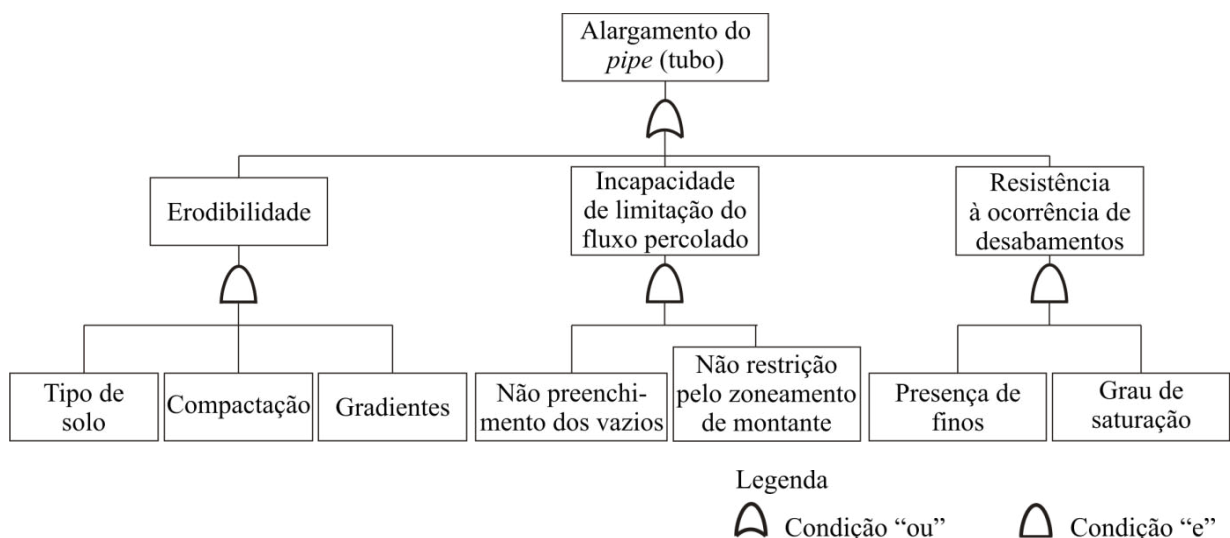 Alargamento do
pipe (tubo)
Erodibilidade
Incapacidade
de limitação do
fluxo percolado
Resistência
à ocorrência de
desabamentos
Tipo de
solo
Compactação
Gradientes
Não preenchi-
mento dos vazios
Não restrição
pelo zoneamento
de montante
Presença de
finos
Grau de
saturação
Legenda
Condição “ou”
Condição “e”